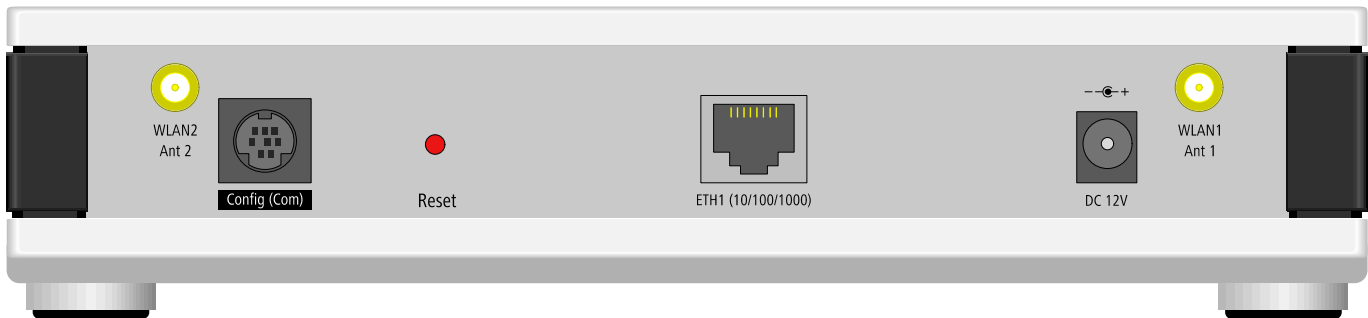 WLAN2
Ant 2
Config (Com)
Reset
ETH1 (10/100/1000)
DC 12V
WLAN1
Ant 1